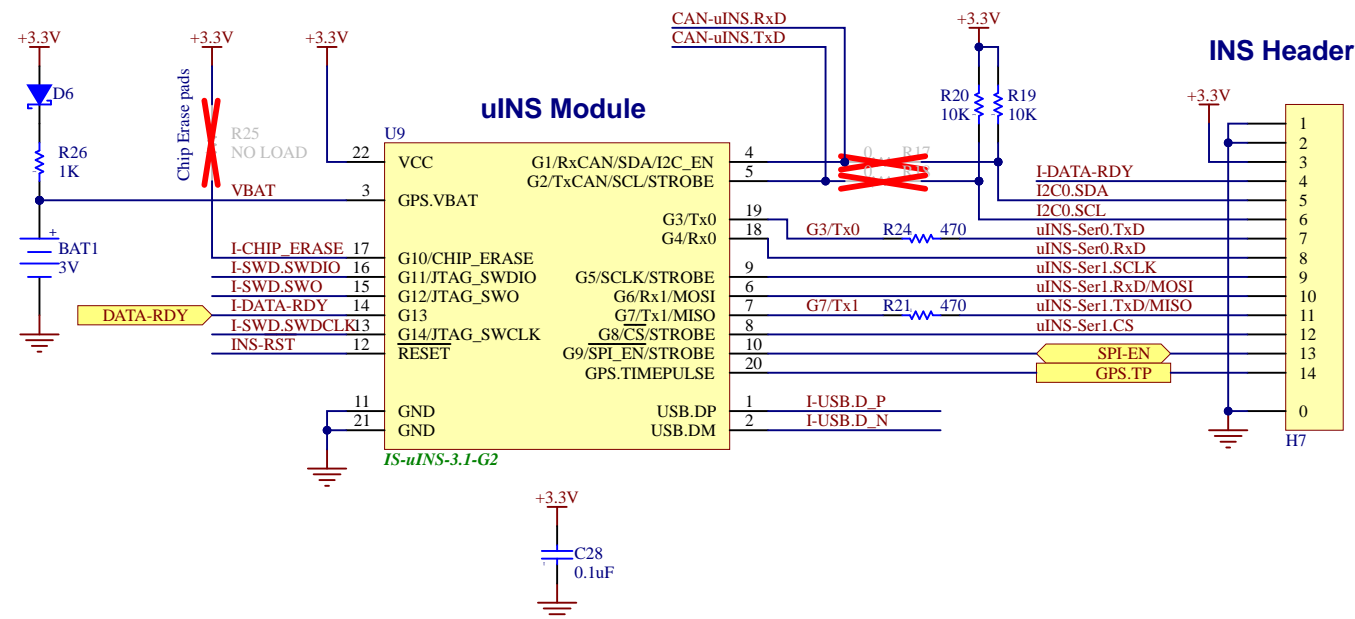 CAN-uINS.RxD
CAN-uINS.TxD
+3.3V
+3.3V
+3.3V
+3.3V
INS Header
D6
Chip Erase pads
uINS Module
R20
10K
R19
10K
+3.3V
R26
1K
R25
NO LOAD
U9
VBAT
22 VCC
3 GPS.VBAT
G1/RxCAN/SDA/I2C_EN 4
G2/TxCAN/SCL/STROBE 5
0 R17
0 R18
G3/Tx0 19
G4/Rx0 18
G3/Tx0 R24 470
+
BAT1
3V
I-CHIP_ERASE 17 G10/CHIP_ERASE
I-SWD.SWDIO 16 G11/JTAG_SWDIO
I-SWD.SWO 15 G12/JTAG_SWO
DATA-RDY
I-DATA-RDY 14 G13
I-SWD.SWDCLK 13 G14/JTAG_SWCLK
INS-RST 12 RESET
G5/SCLK/STROBE 9
G6/Rx1/MOSI 6
G7/Tx1/MISO 7
G7/Tx1 R21 470
G8/CS/STROBE 8
G9/SPI_EN/STROBE 10
GPS.TIMEPULSE 20
11 GND
21 GND
USB.DP 1 I-USB.D_P
USB.DM 2 I-USB.D_N
IS-uINS-3.1-G2
1
2
3
I-DATA-RDY 4
I2C0.SDA 5
I2C0.SCL 6
uINS-Ser0.TxD 7
uINS-Ser0.RxD 8
uINS-Ser1.SCLK 9
uINS-Ser1.RxD/MOSI 10
uINS-Ser1.TxD/MISO 11
uINS-Ser1.CS 12
SPI-EN 13
GPS.TP 14
0
H7
+3.3V
C28
0.1uF